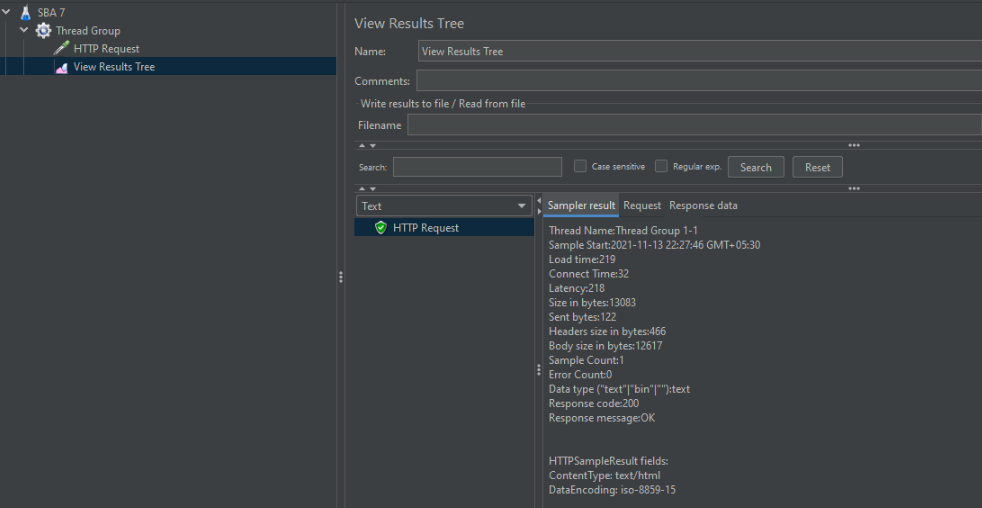 SBA 7
Thread Group
HTTP Request
View Results Tree
View Results Tree
Name: View Results Tree
Comments:
Write results to file / Read from file
Filename
Search: Case sensitive Regular exp. Search Reset
Text
HTTP Request
Sampler result Request Response data
Thread Name:Thread Group 1-1
Sample Start:2021-11-13 22:27:46 GMT+05:30
Load time:219
Connect Time:32
Latency:218
Size in bytes:13083
Sent bytes:122
Headers size in bytes:466
Body size in bytes:12617
Sample Count:1
Error Count:0
Data type ("text"|"bin"|""):text
Response code:200
Response message:OK
HTTPSampleResult fields:
ContentType: text/html
DataEncoding: iso-8859-15